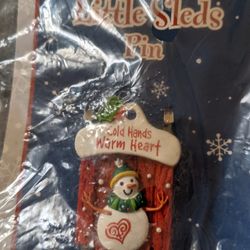 Little Sleds
Pin
Cold Hands
Warm Heart